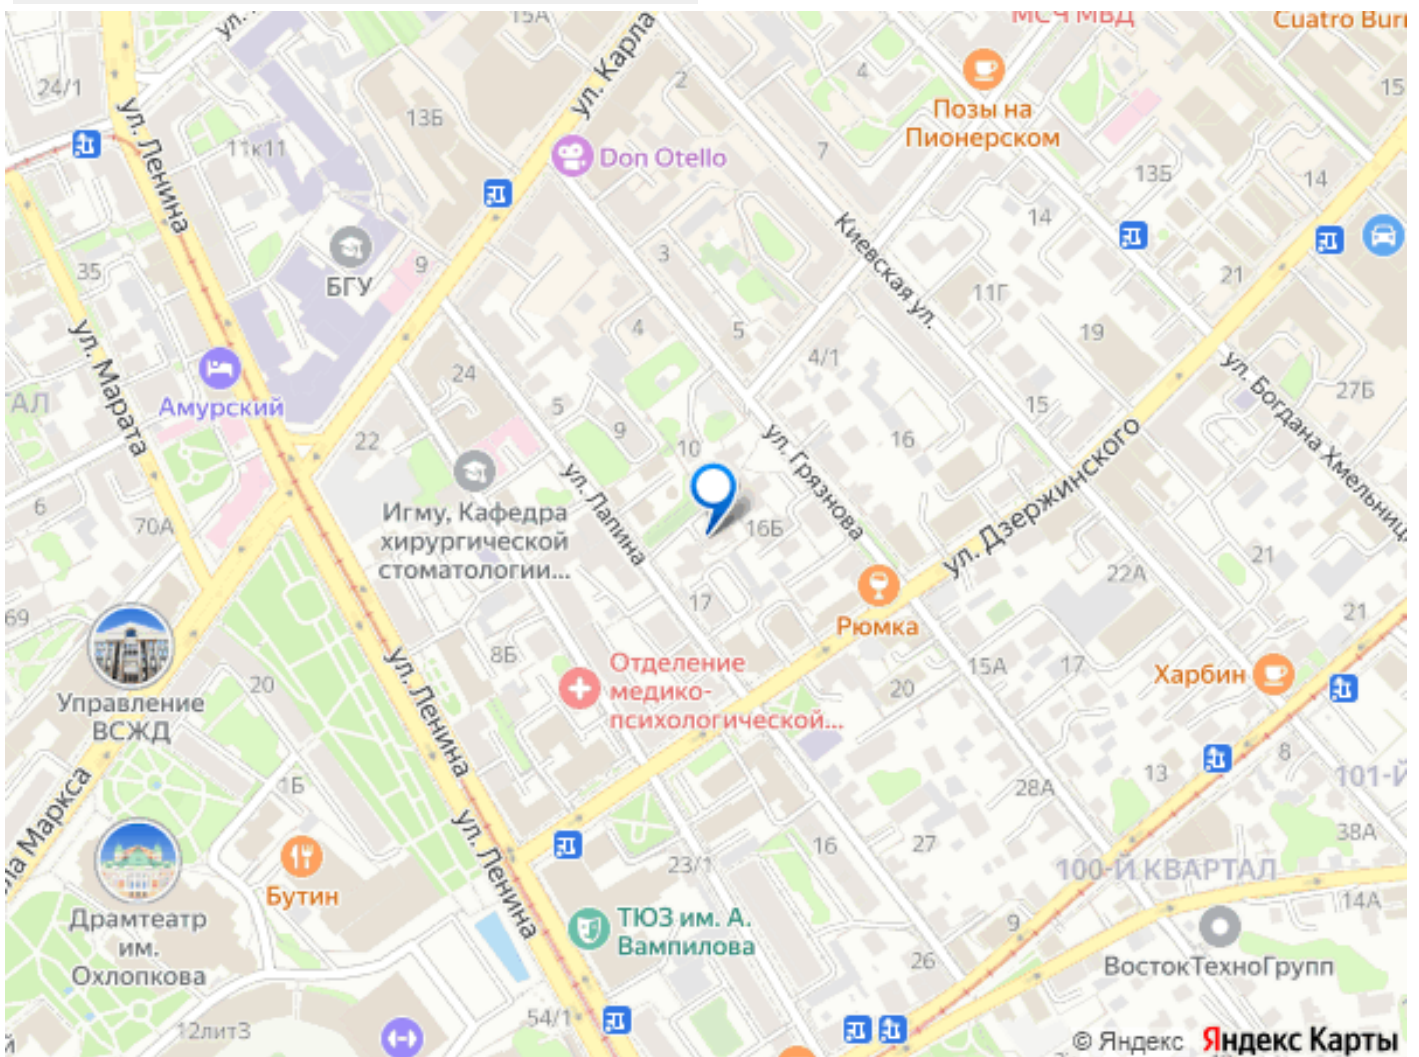 15А
МСЧ МВД
Cuatro Burr
ул.
ул. Карла
24/1
2
4
15
Позы на
Пионерском
13Б
ул. Ленина
11к11
Don Otello
7
13Б
14
14
Киевская ул.
БГУ
9
3
35
21
11Г
ул. Марата
4
5
19
4/1
24
ул. Богдана Хмельниц
27Б
АЛ
Амурский
5
15
22
9
10
ул. Грязнова
16
ул. Дзержинского
6
70А
Игму, Кафедра
хирургической
стоматологии...
ул. Лапина
16Б
21
22А
69
17
Рюмка
21
8Б
Отделение
медико-
психологической...
15А
17
Харбин
20
20
Управление
ВСЖД
ул. Ленина
8
13
101-Й
1Б
28А
ла Маркса
ул. Ленина
38А
16
27
23/1
100-Й КВАРТАЛ
Бутин
14А
Драмтеатр
им.
Охлопкова
ТЮЗ им. А.
Вампилова
9
26
ВостокТехноГрупп
54/1
12лит3
й
© Яндекс Яндекс Карты